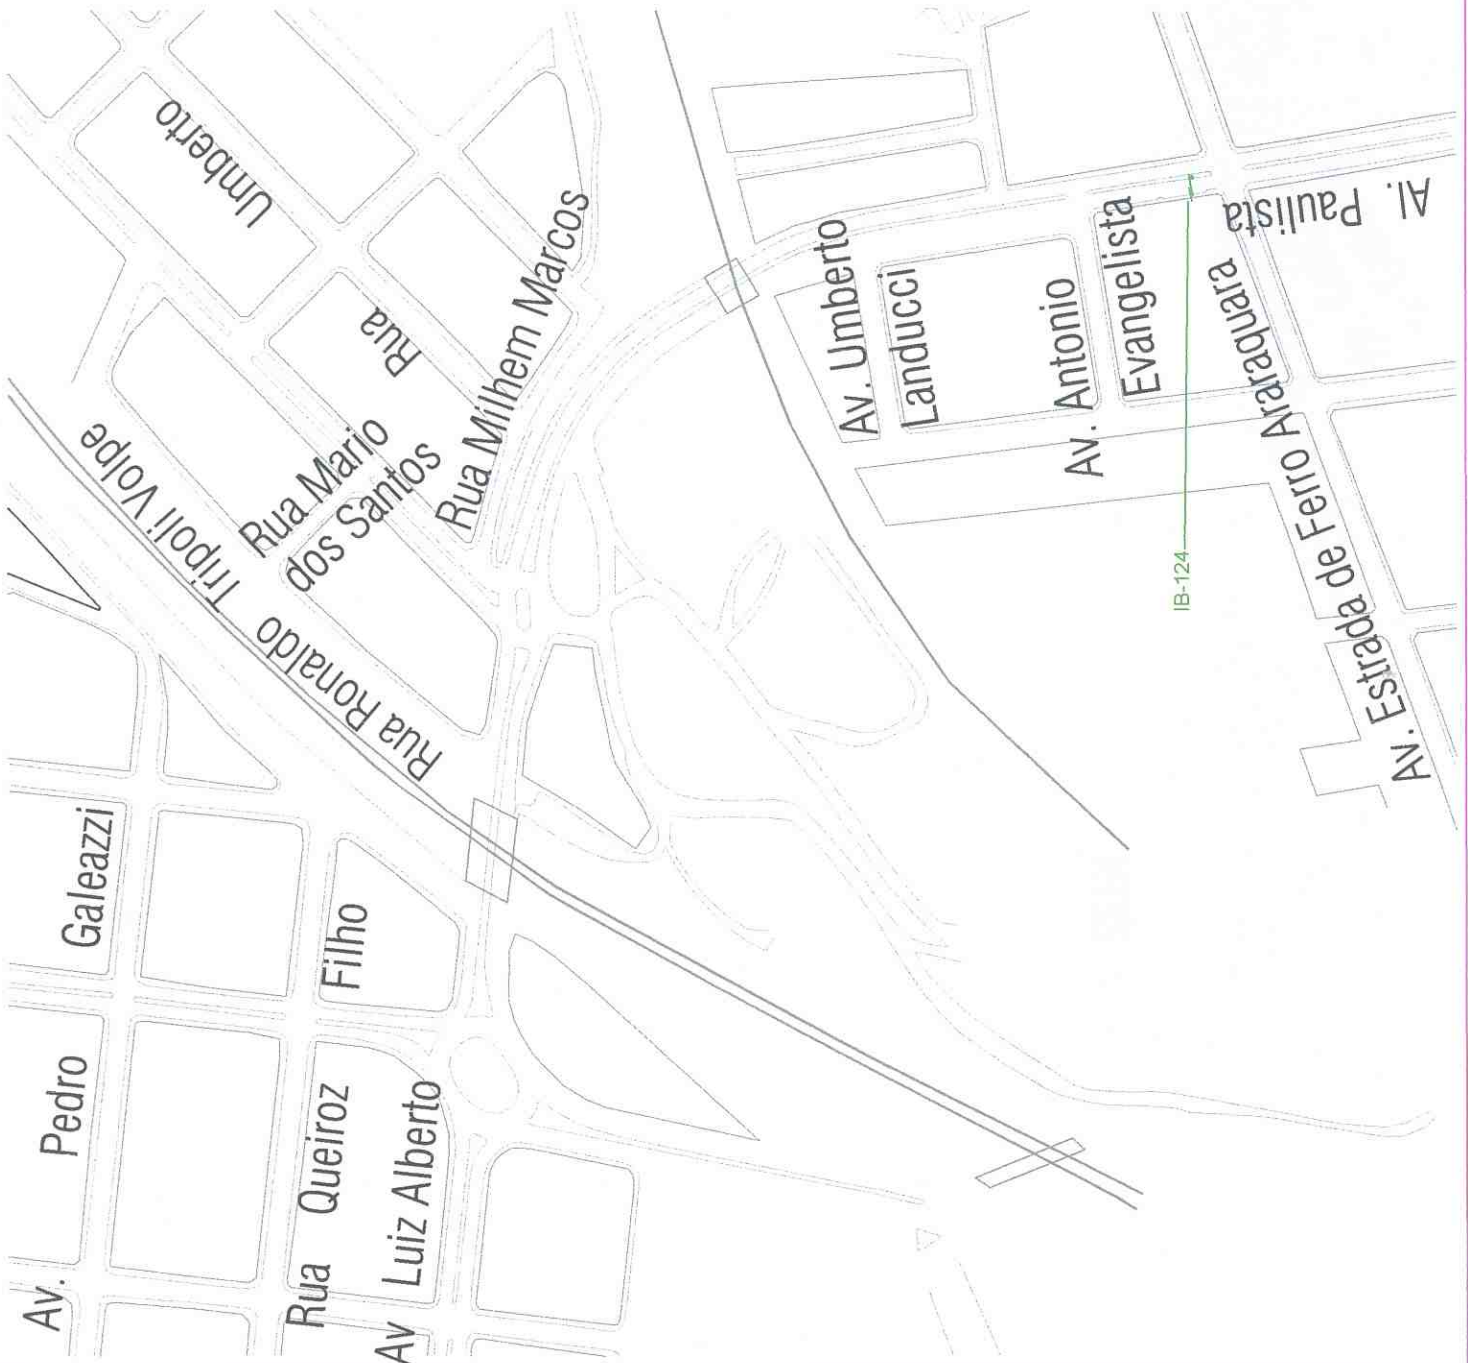 Umberto
Rua
Rua Milhem Marcos
Rua Mario
dos Santos
Rua Ronaldo Tripoli Volpe
Av. Umberto
Landucci
Av. Antonio
Evangelista
Al. Paulista
Av. Estrada de Ferro Araraquara
IB-124
Av. Pedro Galeazzi
Rua Queiroz Filho
Av Luiz Alberto